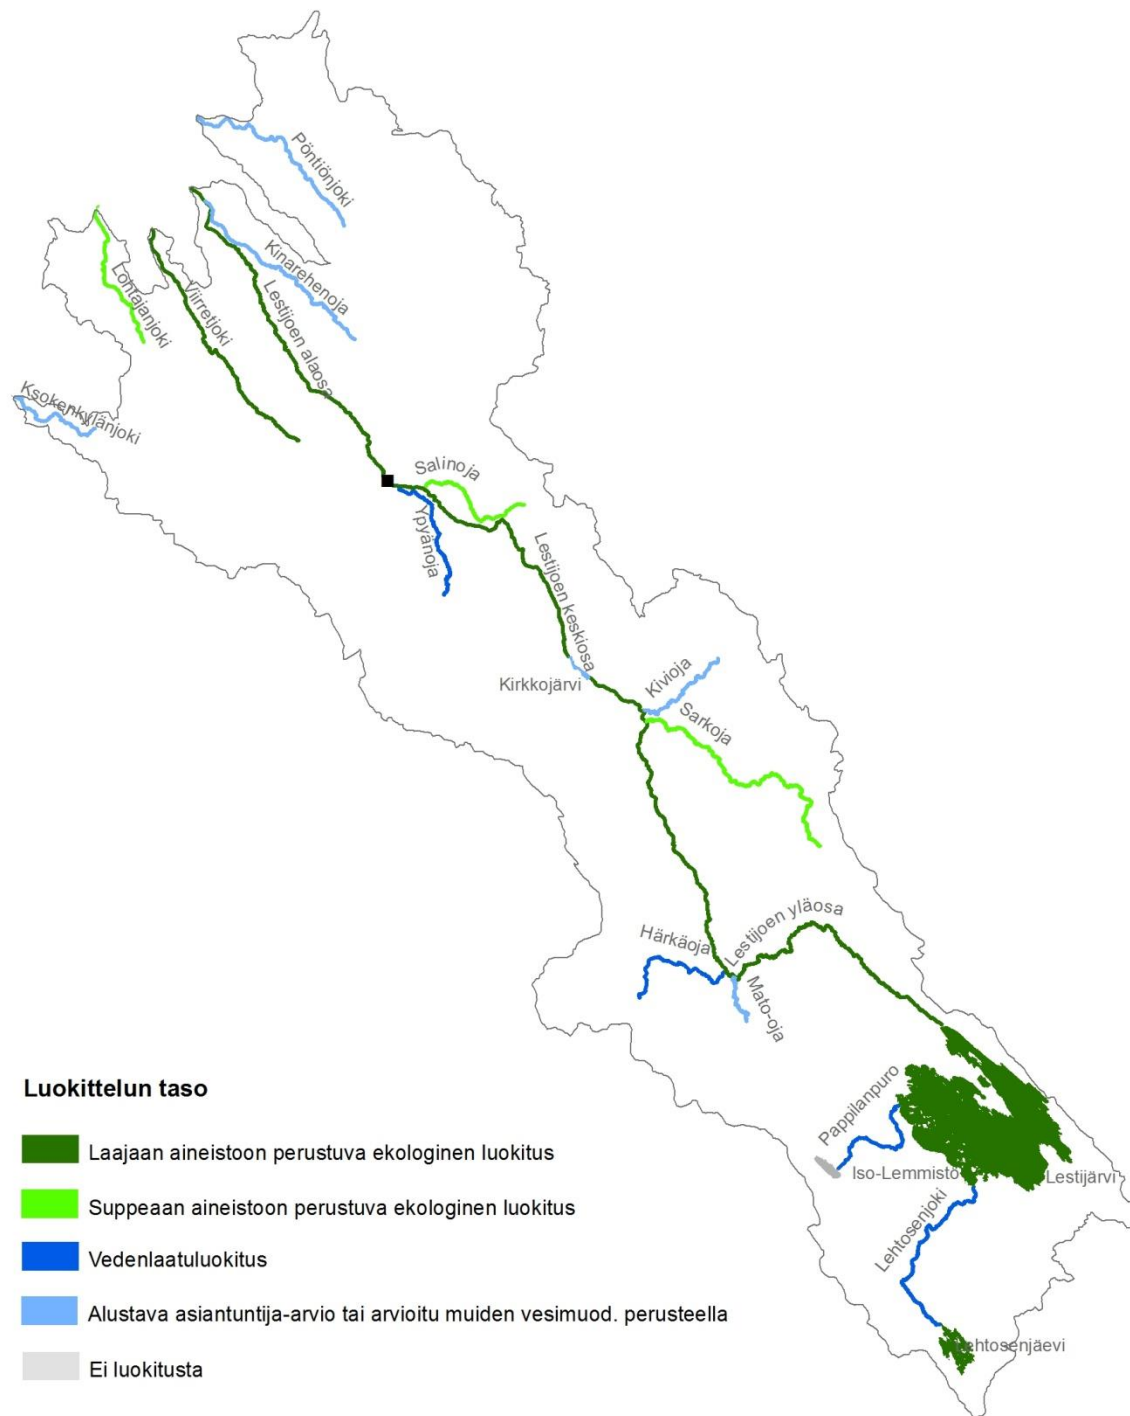 Pöntiönjoki
Kinarehenoja
Lohtajanjoki
Viirretjoki
Lestijoen alaosa
Ksokenkylänjoki
Salinoja
Ypyänoja
Lestijoen keskiosa
Kirkkojärvi
Kivioja
Sarkoja
Lestijoen yläosa
Härkäoja
Mato-oja
Pappilanpuro
Iso-Lemmistö
Lestijärvi
Lehtosenjoki
Lehtosenjäevi
Luokittelun taso
Laajaan aineistoon perustuva ekologinen luokitus
Suppeaan aineistoon perustuva ekologinen luokitus
Vedenlaatuluokitus
Alustava asiantuntija-arvio tai arvioitu muiden vesimuod. perusteella
Ei luokitusta